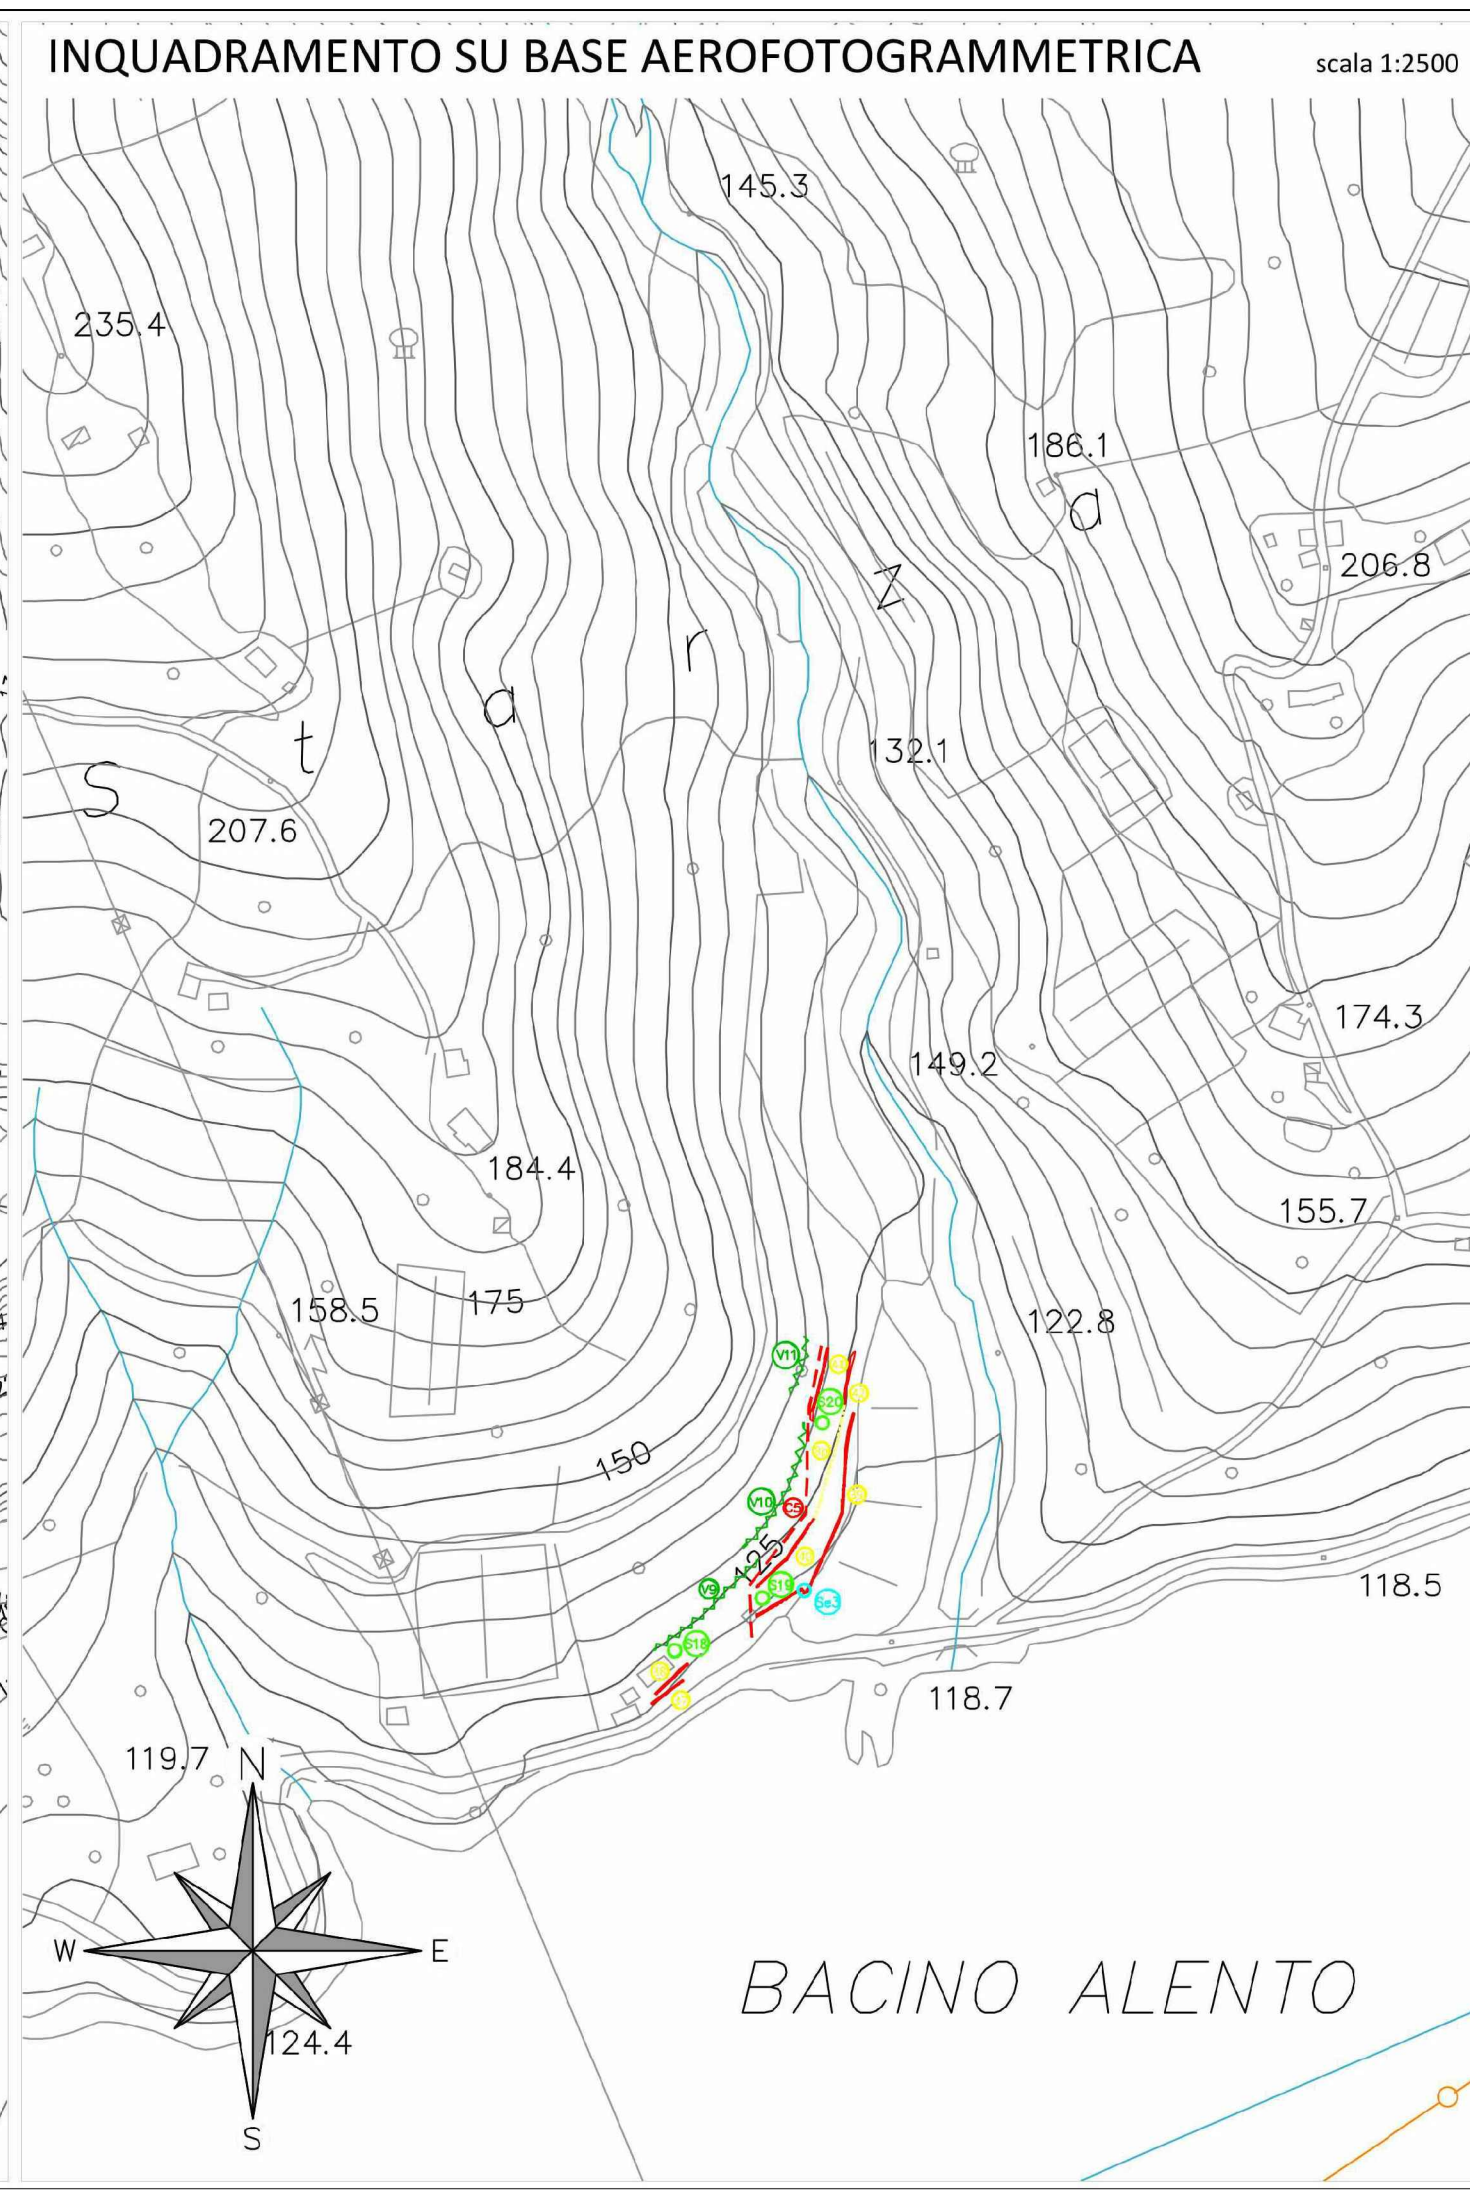 INQUADRAMENTO SU BASE AEROFOTOGRAMMETRICA
scala 1:2500
145.3
235.4
186.1
a
206.8
z
r
a
132.1
t
S
207.6
174.3
149.2
184.4
155.7
158.5
175
122.8
V11
S20
150
V10
C5
125
118.5
V9
S19
Se3
S18
118.7
119.7
N
W
E
BACINO ALENTO
124.4
S